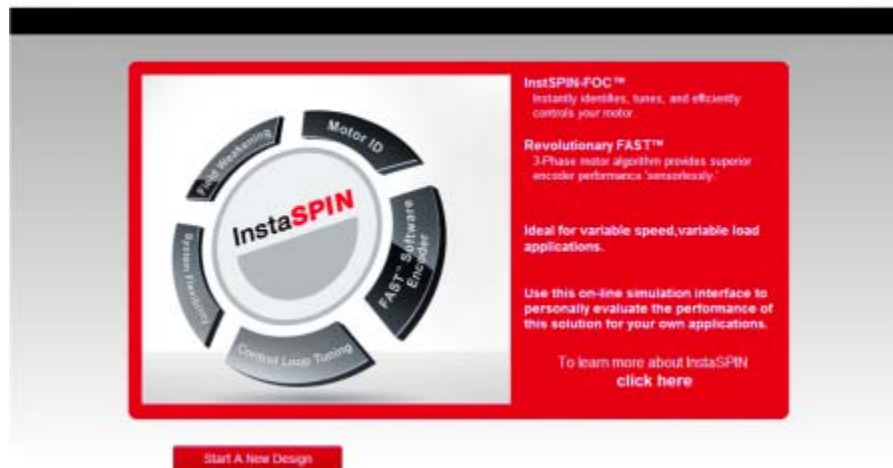 InstSPIN-FOC™
Instantly identifies, tunes, and efficiently
controls your motor.
Revolutionary FAST™
3-Phase motor algorithm provides superior
encoder performance 'sensorlessly.'
Ideal for variable speed,variable load
applications.
Use this on-line simulation interface to
personally evaluate the performance of
this solution for your own applications.
To learn more about InstaSPIN
click here
Motor ID
FAST™ Software
Encoder
Control Loop Tuning
System Flexibility
Field Weakening
InstaSPIN
Start A New Design